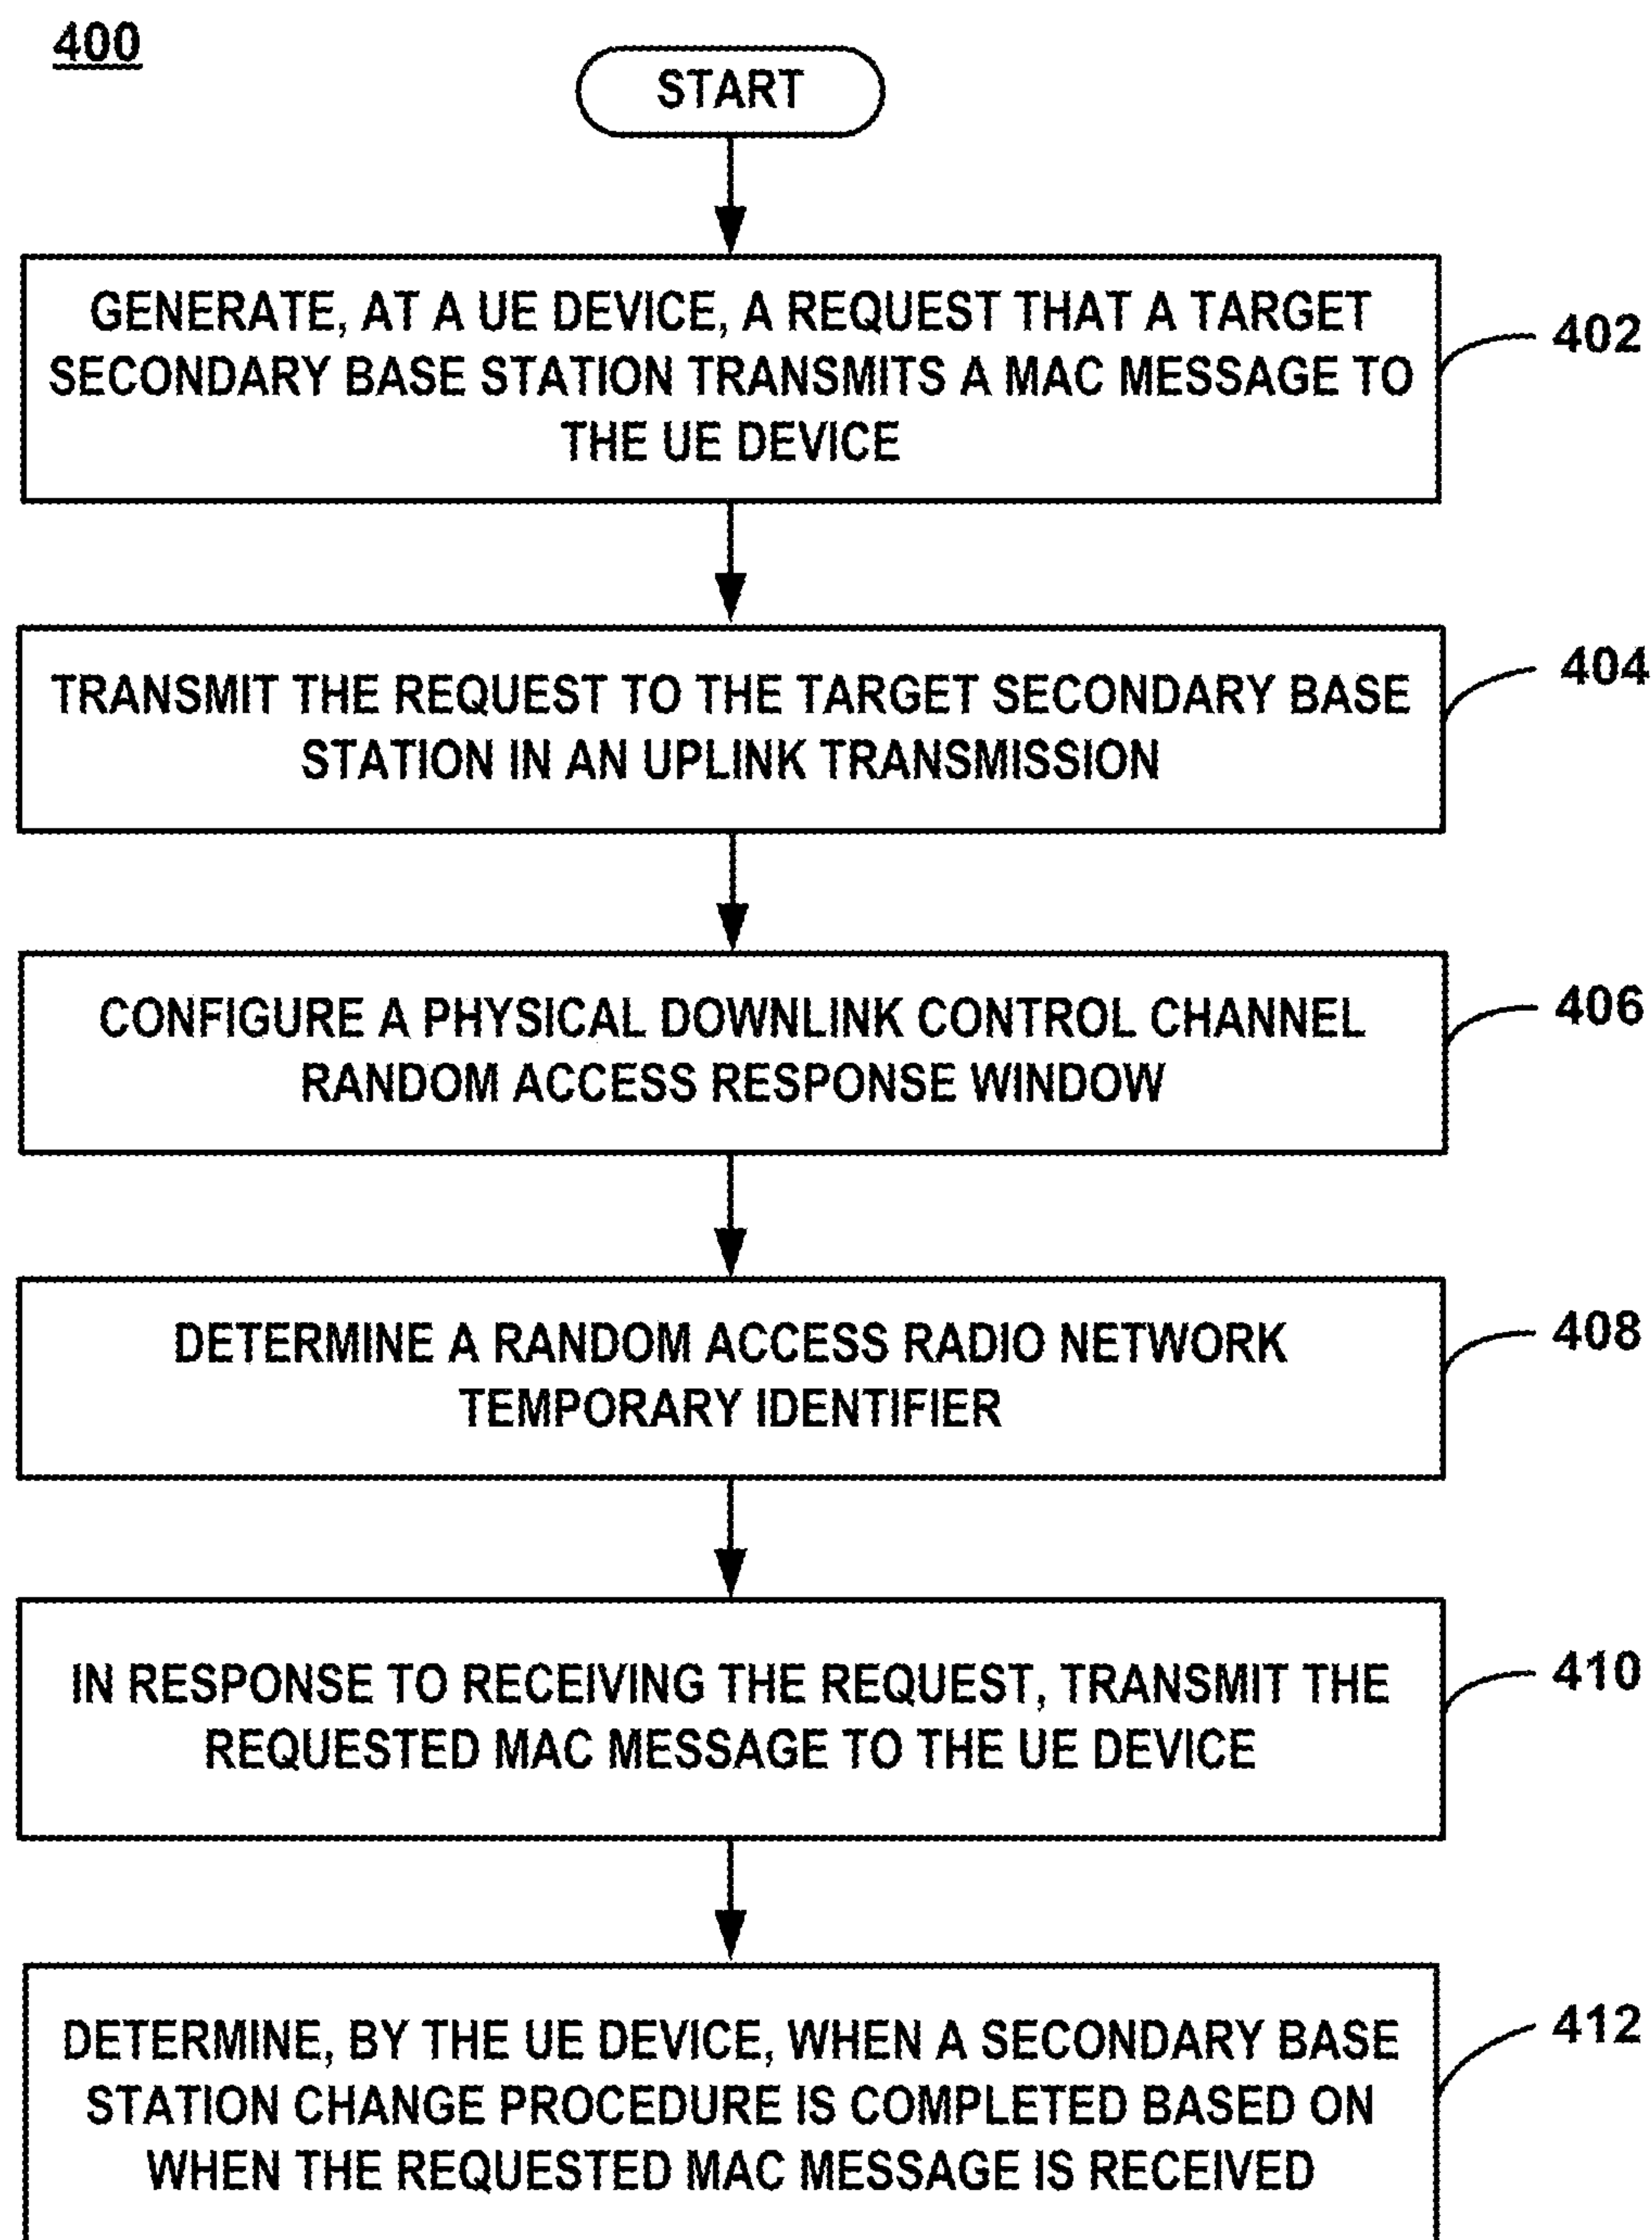 400
START
GENERATE, AT A UE DEVICE, A REQUEST THAT A TARGET
SECONDARY BASE STATION TRANSMITS A MAC MESSAGE TO
THE UE DEVICE
402
TRANSMIT THE REQUEST TO THE TARGET SECONDARY BASE
STATION IN AN UPLINK TRANSMISSION
404
CONFIGURE A PHYSICAL DOWNLINK CONTROL CHANNEL
RANDOM ACCESS RESPONSE WINDOW
406
DETERMINE A RANDOM ACCESS RADIO NETWORK
TEMPORARY IDENTIFIER
408
IN RESPONSE TO RECEIVING THE REQUEST, TRANSMIT THE
REQUESTED MAC MESSAGE TO THE UE DEVICE
410
DETERMINE, BY THE UE DEVICE, WHEN A SECONDARY BASE
STATION CHANGE PROCEDURE IS COMPLETED BASED ON
WHEN THE REQUESTED MAC MESSAGE IS RECEIVED
412